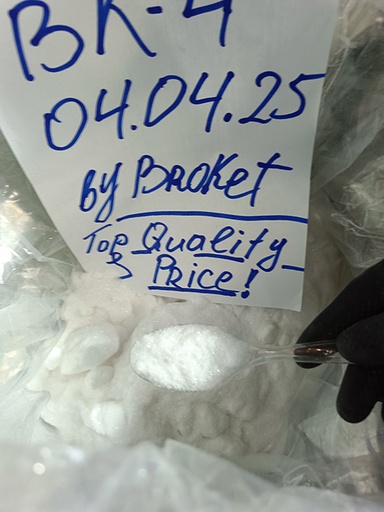 BK-4
04.04.25
by Broket
Top Quality
& Price!